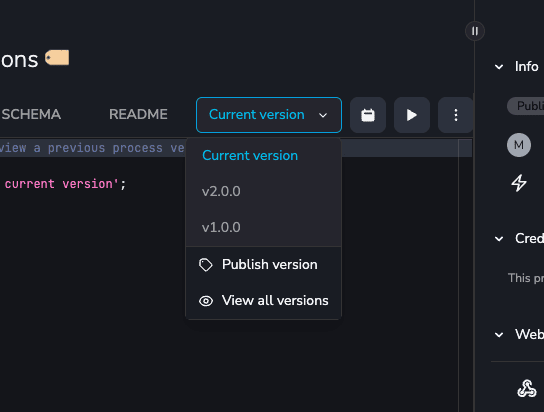 ons
Info
SCHEMA README Current version
view a previous process ve
Current version
current version';
v2.0.0
v1.0.0
Publish version
View all versions
Publi
M
Cred
This pr
Web